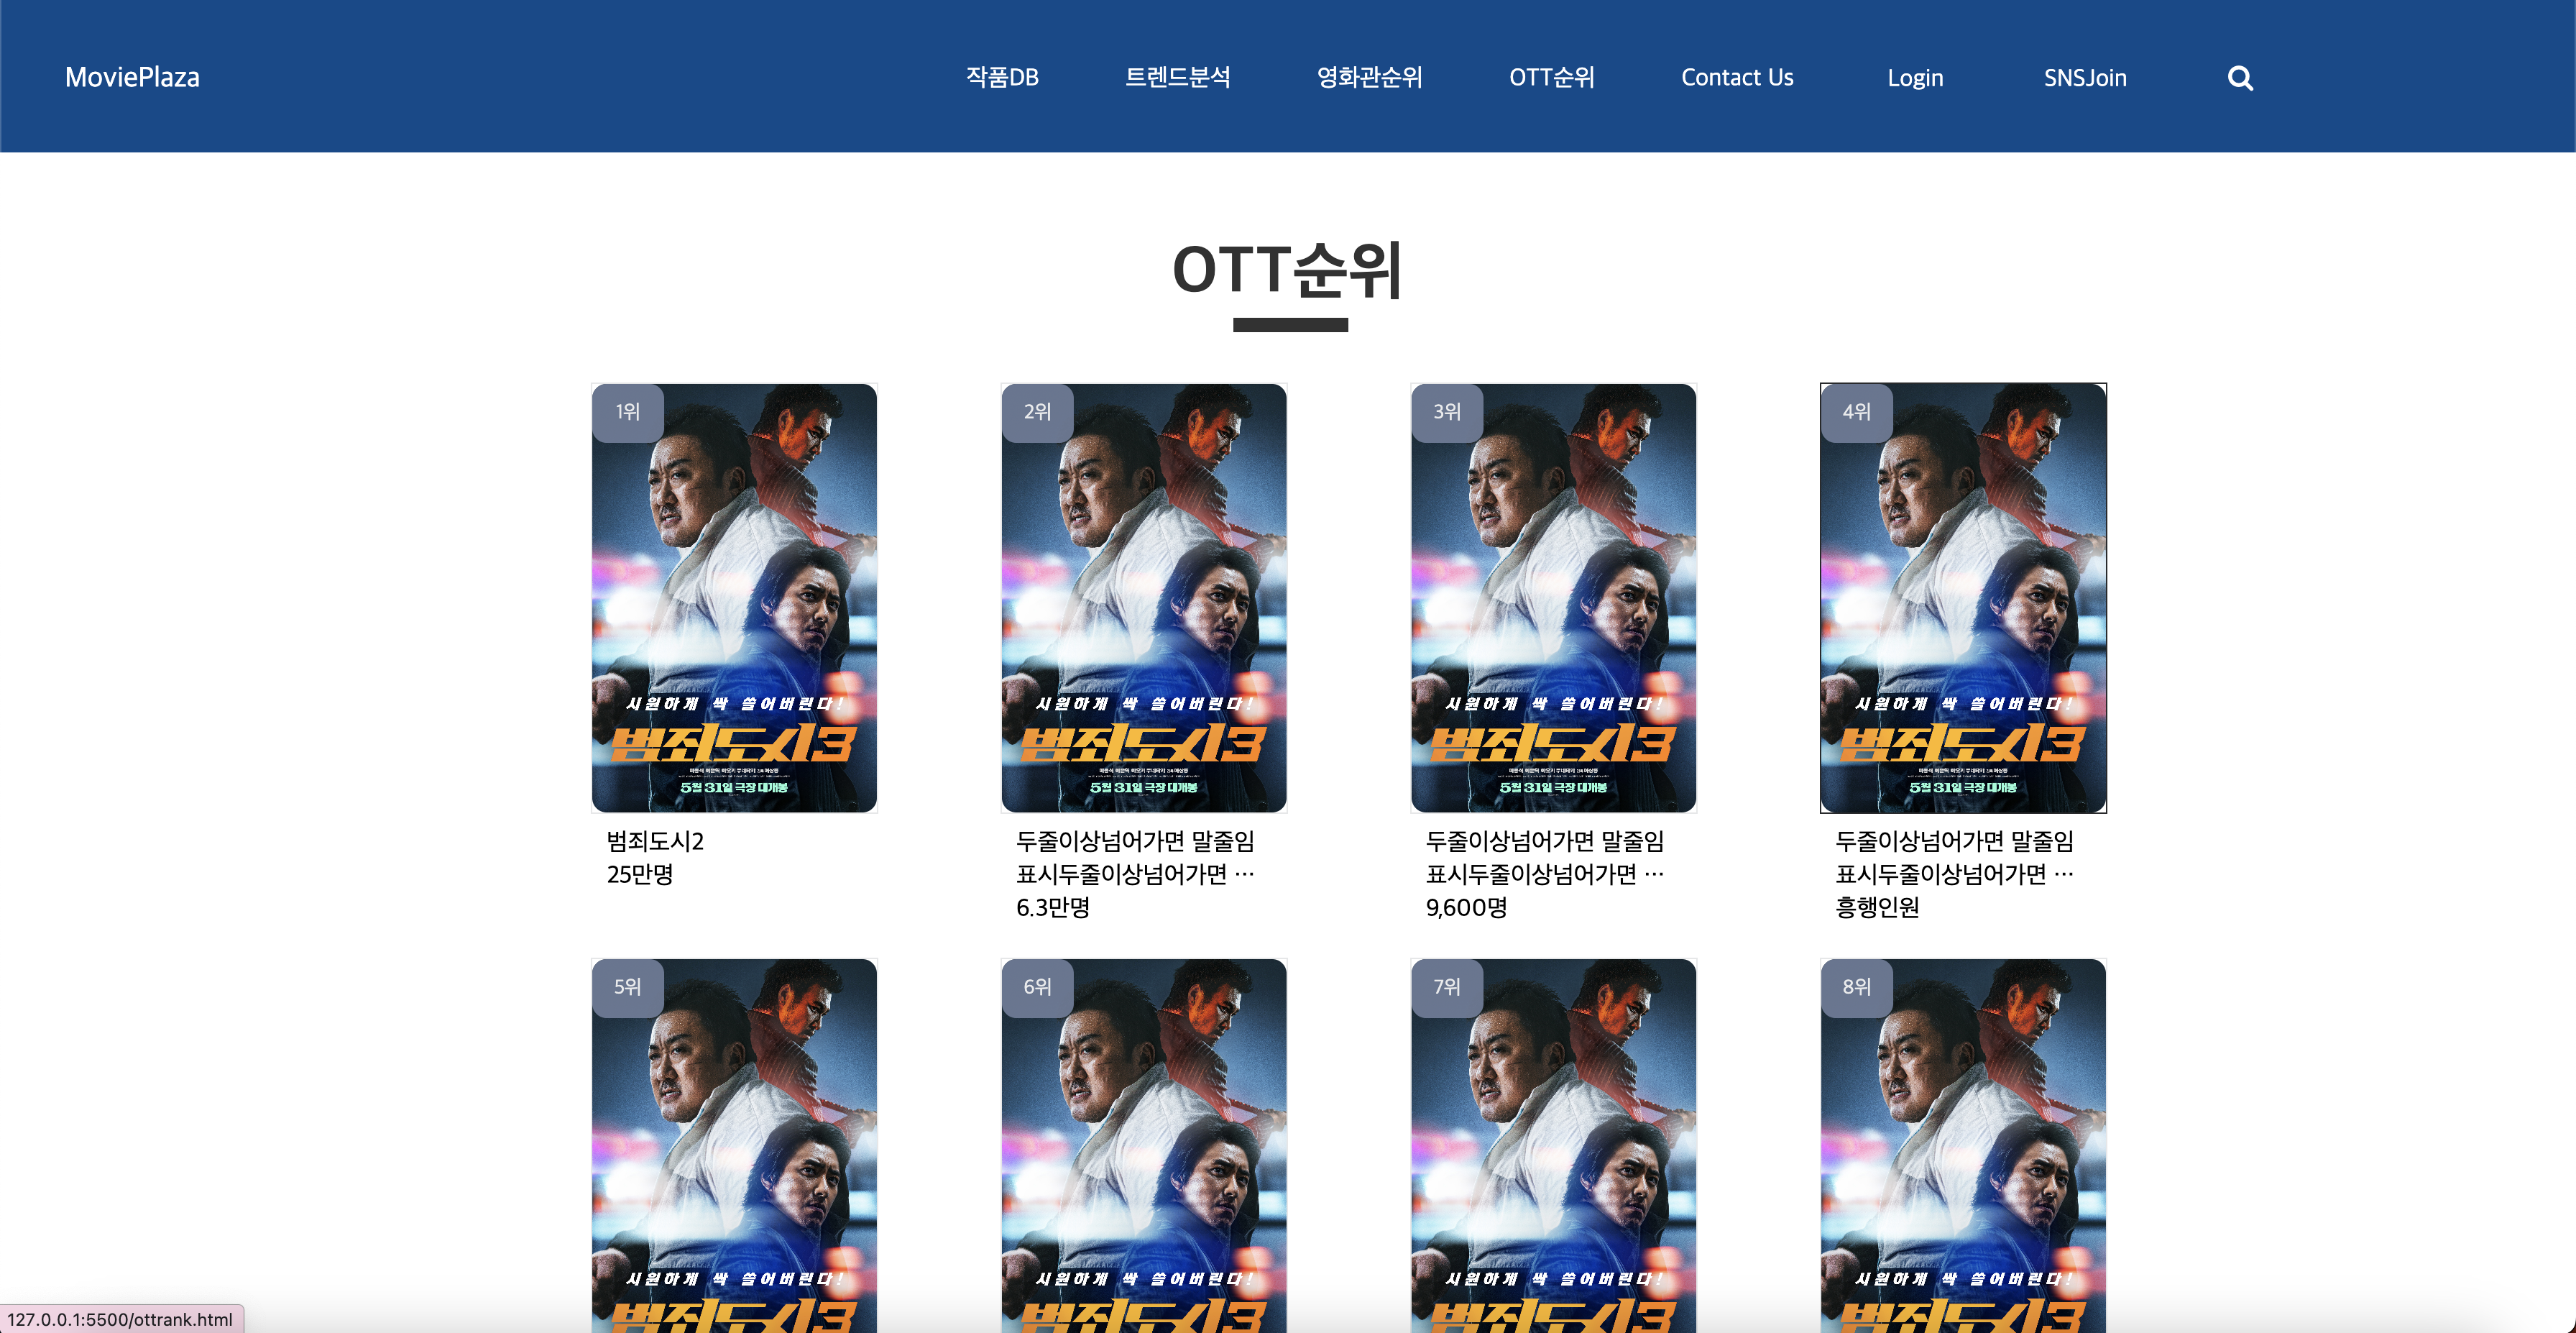 MoviePlaza
작품DB
트렌드분석
영화관순위
OTT순위
Contact Us
Login
SNSJoin
OTT순위
1위
시원하게 싹 쓸어버린다!
범죄도시3
5월 31일 극장 대개봉
범죄도시2
25만명
2위
시원하게 싹 쓸어버린다!
범죄도시3
5월 31일 극장 대개봉
두줄이상넘어가면 말줄임
표시두줄이상넘어가면 …
6.3만명
3위
시원하게 싹 쓸어버린다!
범죄도시3
5월 31일 극장 대개봉
두줄이상넘어가면 말줄임
표시두줄이상넘어가면 …
9,600명
4위
시원하게 싹 쓸어버린다!
범죄도시3
5월 31일 극장 대개봉
두줄이상넘어가면 말줄임
표시두줄이상넘어가면 …
흥행인원
5위
시원하게 싹 쓸어버린다!
범죄도시3
6위
시원하게 싹 쓸어버린다!
범죄도시3
7위
시원하게 싹 쓸어버린다!
범죄도시3
8위
시원하게 싹 쓸어버린다!
범죄도시3
127.0.0.1:5500/ottrank.html